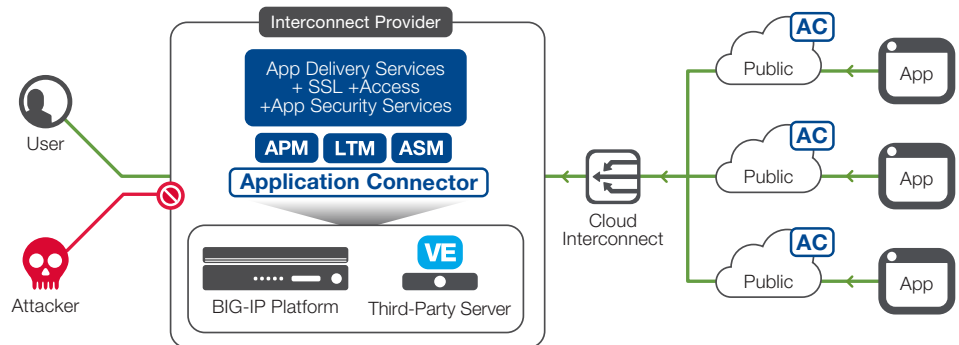 Interconnect Provider
App Delivery Services
+ SSL +Access
+App Security Services
APM LTM ASM
Application Connector
VE
BIG-IP Platform
Third-Party Server
User
Attacker
Cloud
Interconnect
AC
Public
App
AC
Public
App
AC
Public
App